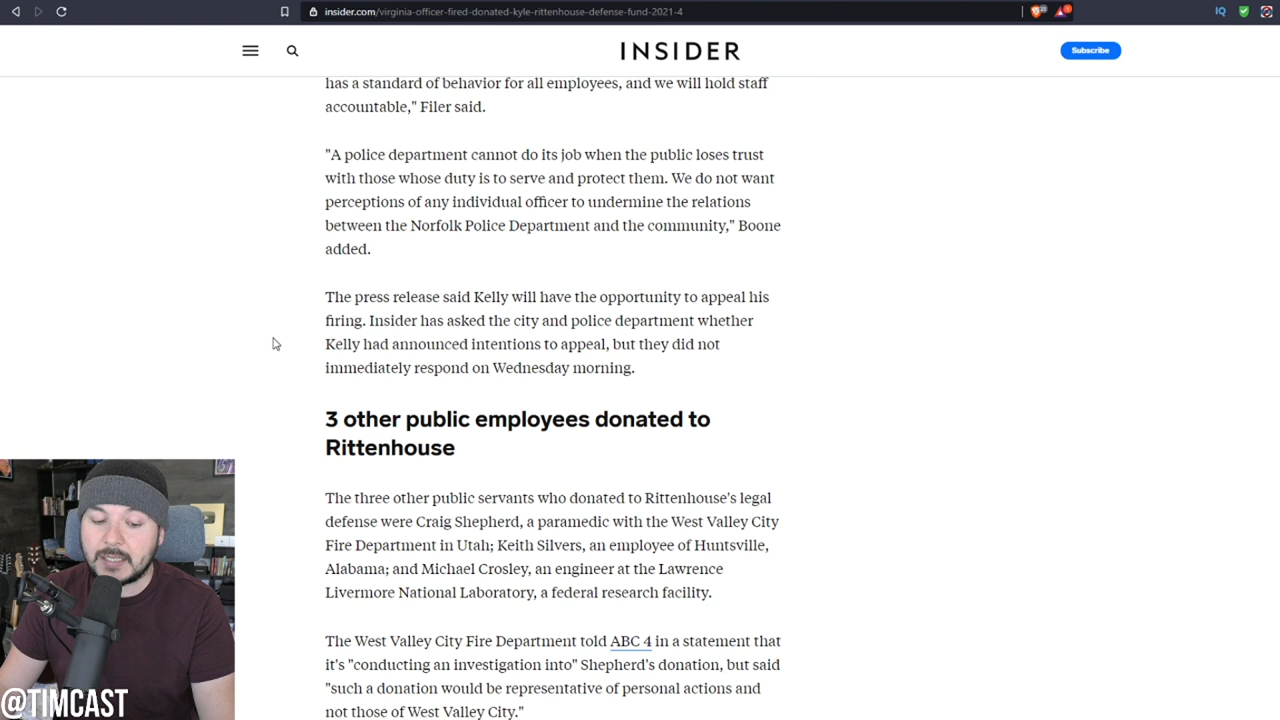 insider.com/virginia-officer-fired-donated-kyle-rittenhouse-defense-fund-2021-4
IQ
INSIDER
Subscribe
has a standard of behavior for all employees, and we will hold staff
accountable," Filer said.
"A police department cannot do its job when the public loses trust
with those whose duty is to serve and protect them. We do not want
perceptions of any individual officer to undermine the relations
between the Norfolk Police Department and the community," Boone
added.
The press release said Kelly will have the opportunity to appeal his
firing. Insider has asked the city and police department whether
Kelly had announced intentions to appeal, but they did not
immediately respond on Wednesday morning.
3 other public employees donated to
Rittenhouse
The three other public servants who donated to Rittenhouse's legal
defense were Craig Shepherd, a paramedic with the West Valley City
Fire Department in Utah; Keith Silvers, an employee of Huntsville,
Alabama; and Michael Crosley, an engineer at the Lawrence
Livermore National Laboratory, a federal research facility.
The West Valley City Fire Department told ABC 4 in a statement that
it's "conducting an investigation into" Shepherd's donation, but said
"such a donation would be representative of personal actions and
not those of West Valley City."
@TIMCAST